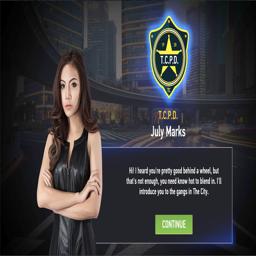 T.C.P.D.
T.C.P.D.
July Marks
Hi! I heard you're pretty good behind a wheel, but
that's not enough, you need know hot to blend in. I'll
introduce you to the gangs in The City.
CONTINUE